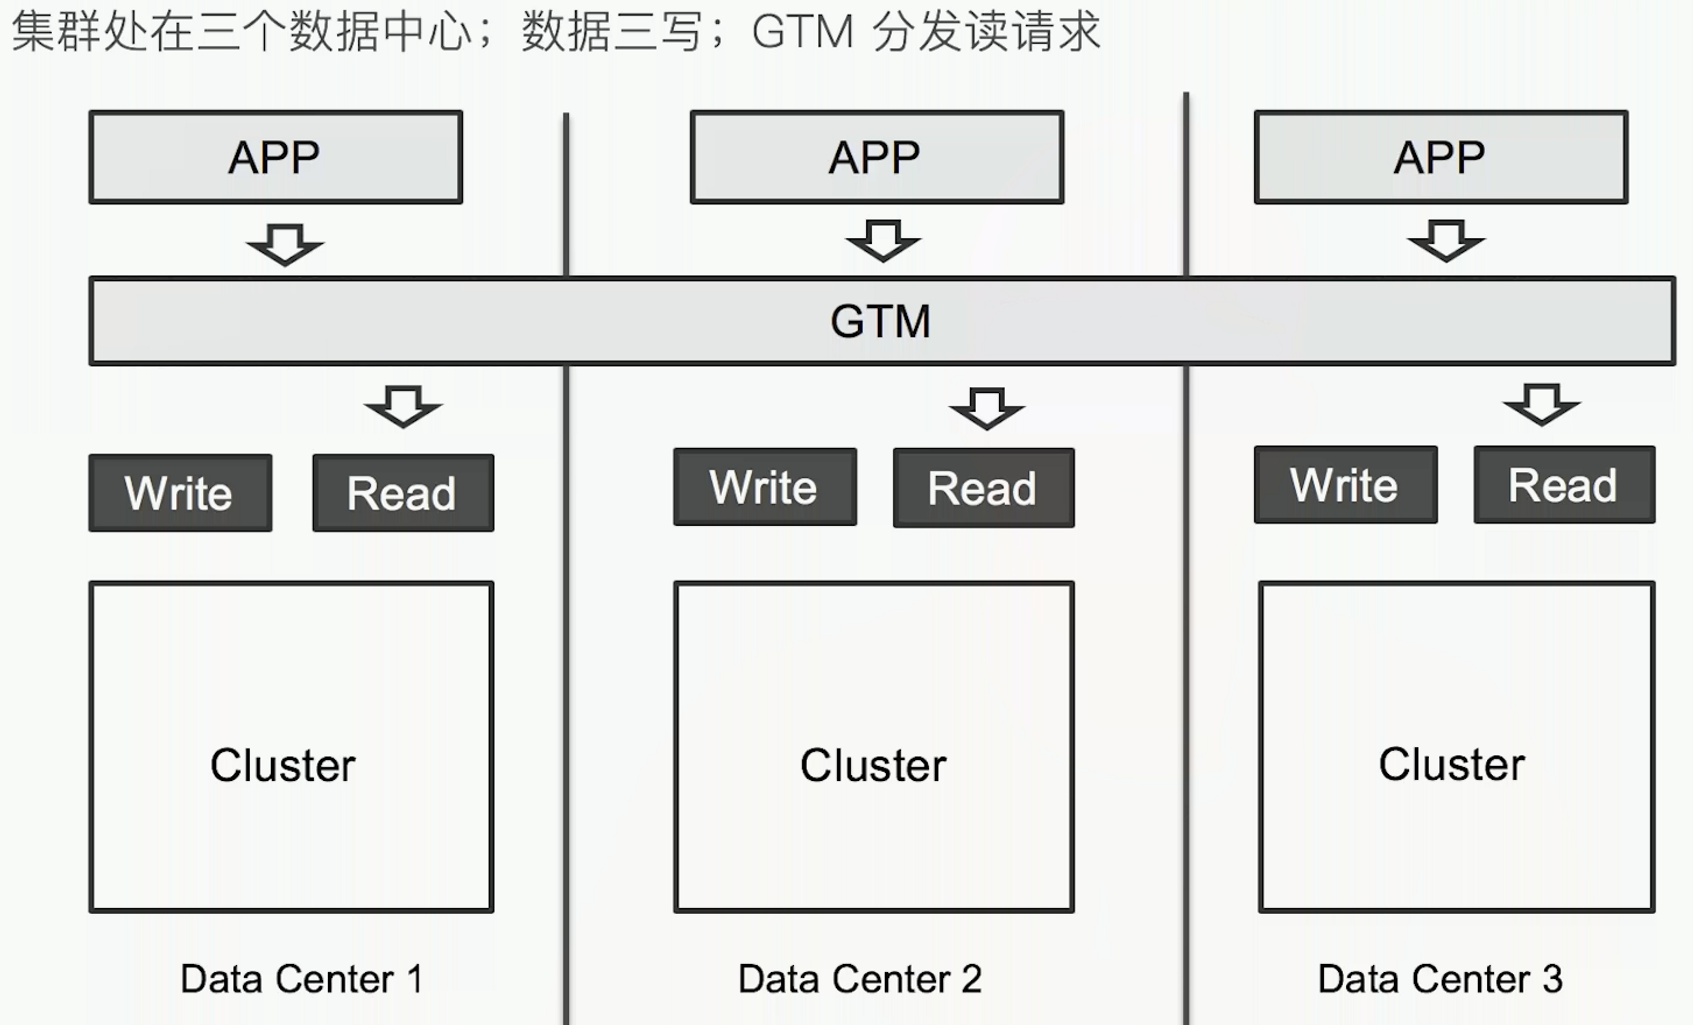 集群处在三个数据中心；数据三写；GTM 分发读请求
APP
APP
APP
GTM
Write
Read
Write
Read
Write
Read
Cluster
Cluster
Cluster
Data Center 1
Data Center 2
Data Center 3